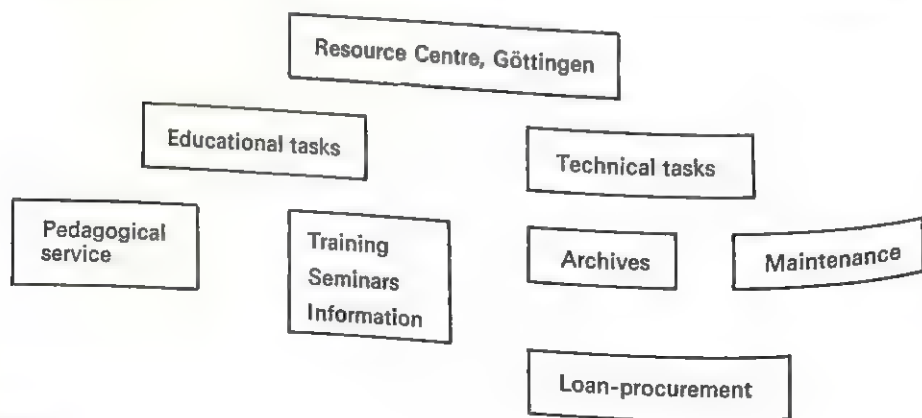 Resource Centre, Göttingen
Educational tasks
Technical tasks
Pedagogical
service
Training
Seminars
Information
Archives
Maintenance
Loan-procurement